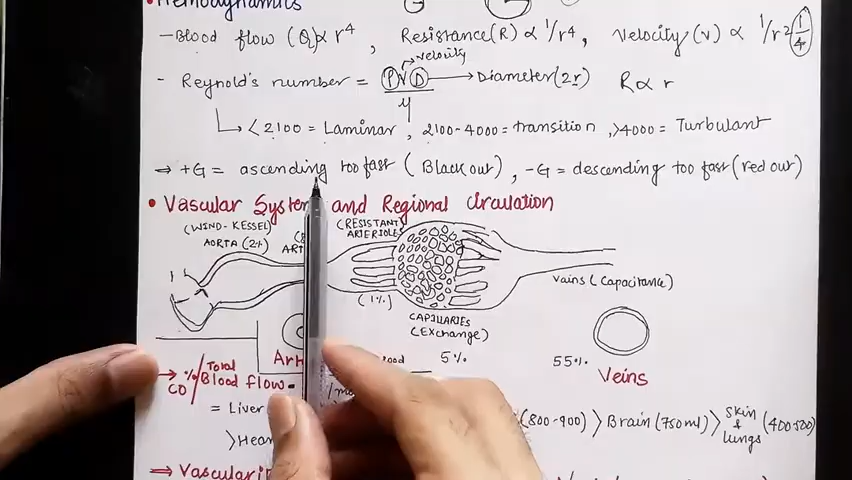 • Hemodynamics
- Blood flow (Q) ∝ r⁴ , Resistance (R) ∝ 1/r⁴ , Velocity (v) ∝ 1/r² 1/4
→ velocity
- Reynold's number = PvD → Diameter (2r) R ∝ r
η
↳ < 2100 = Laminar , 2100-4000 = transition , >4000 = Turbulant
⇒ +G = ascending too fast ( Black out) , -G = descending too fast (red out)
• Vascular System and Regional Circulation
(WIND-KESSEL)
AORTA (2%)
(RESISTANT)
ARTERIOLES
(1%)
CAPILLARIES
(Exchange)
5%
vains (Capacitance)
55%
Veins
→ CO / Total Blood flow
= Liver
(800-900) > Brain (750ml) > Skin & lungs (400-500)